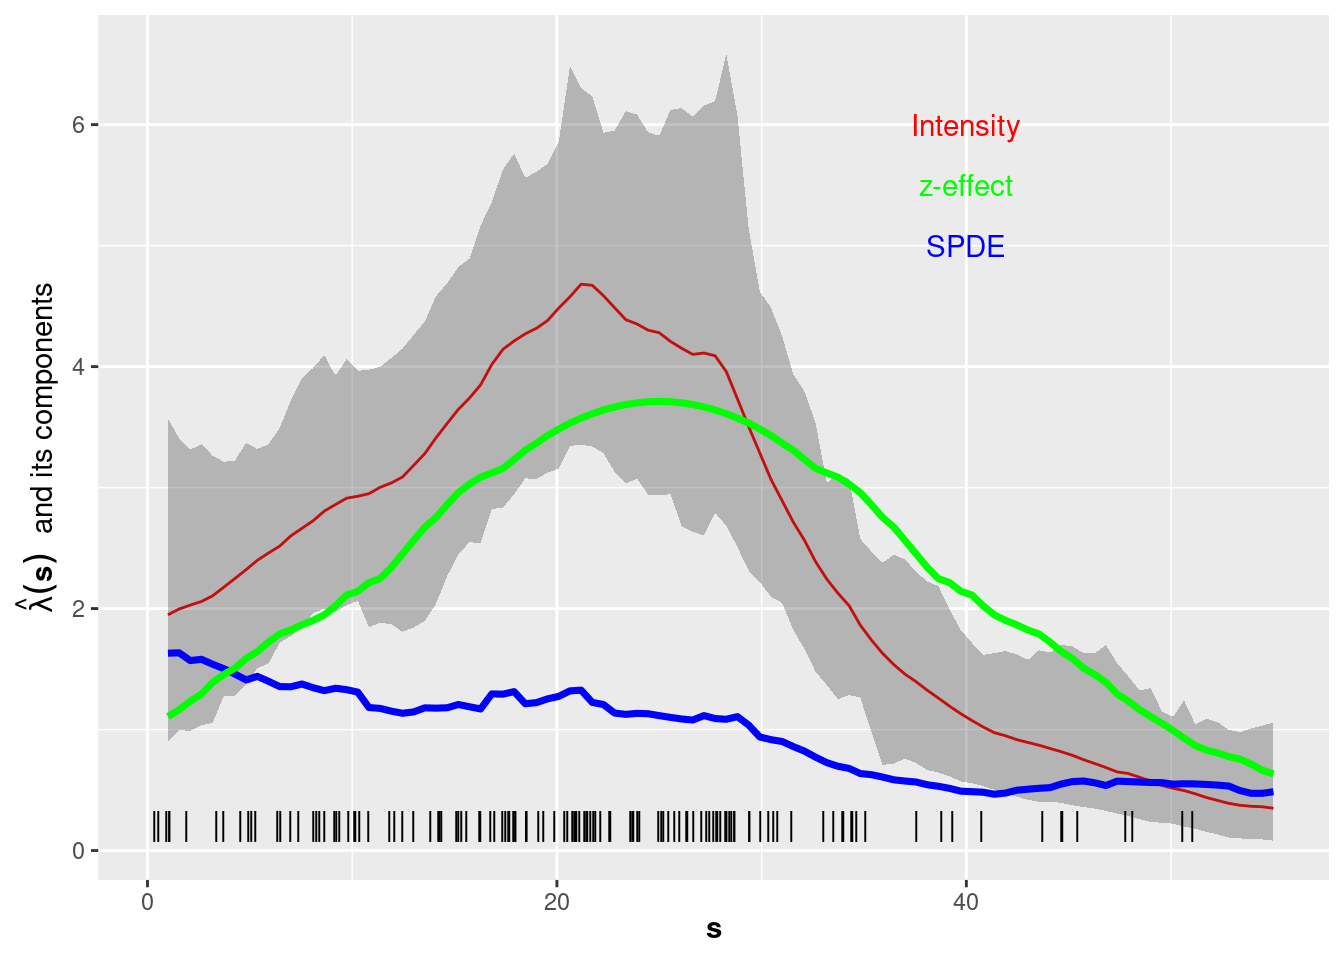 6
4
2
0
0 20 40
s
λ̂(s) and its components
Intensity
z-effect
SPDE